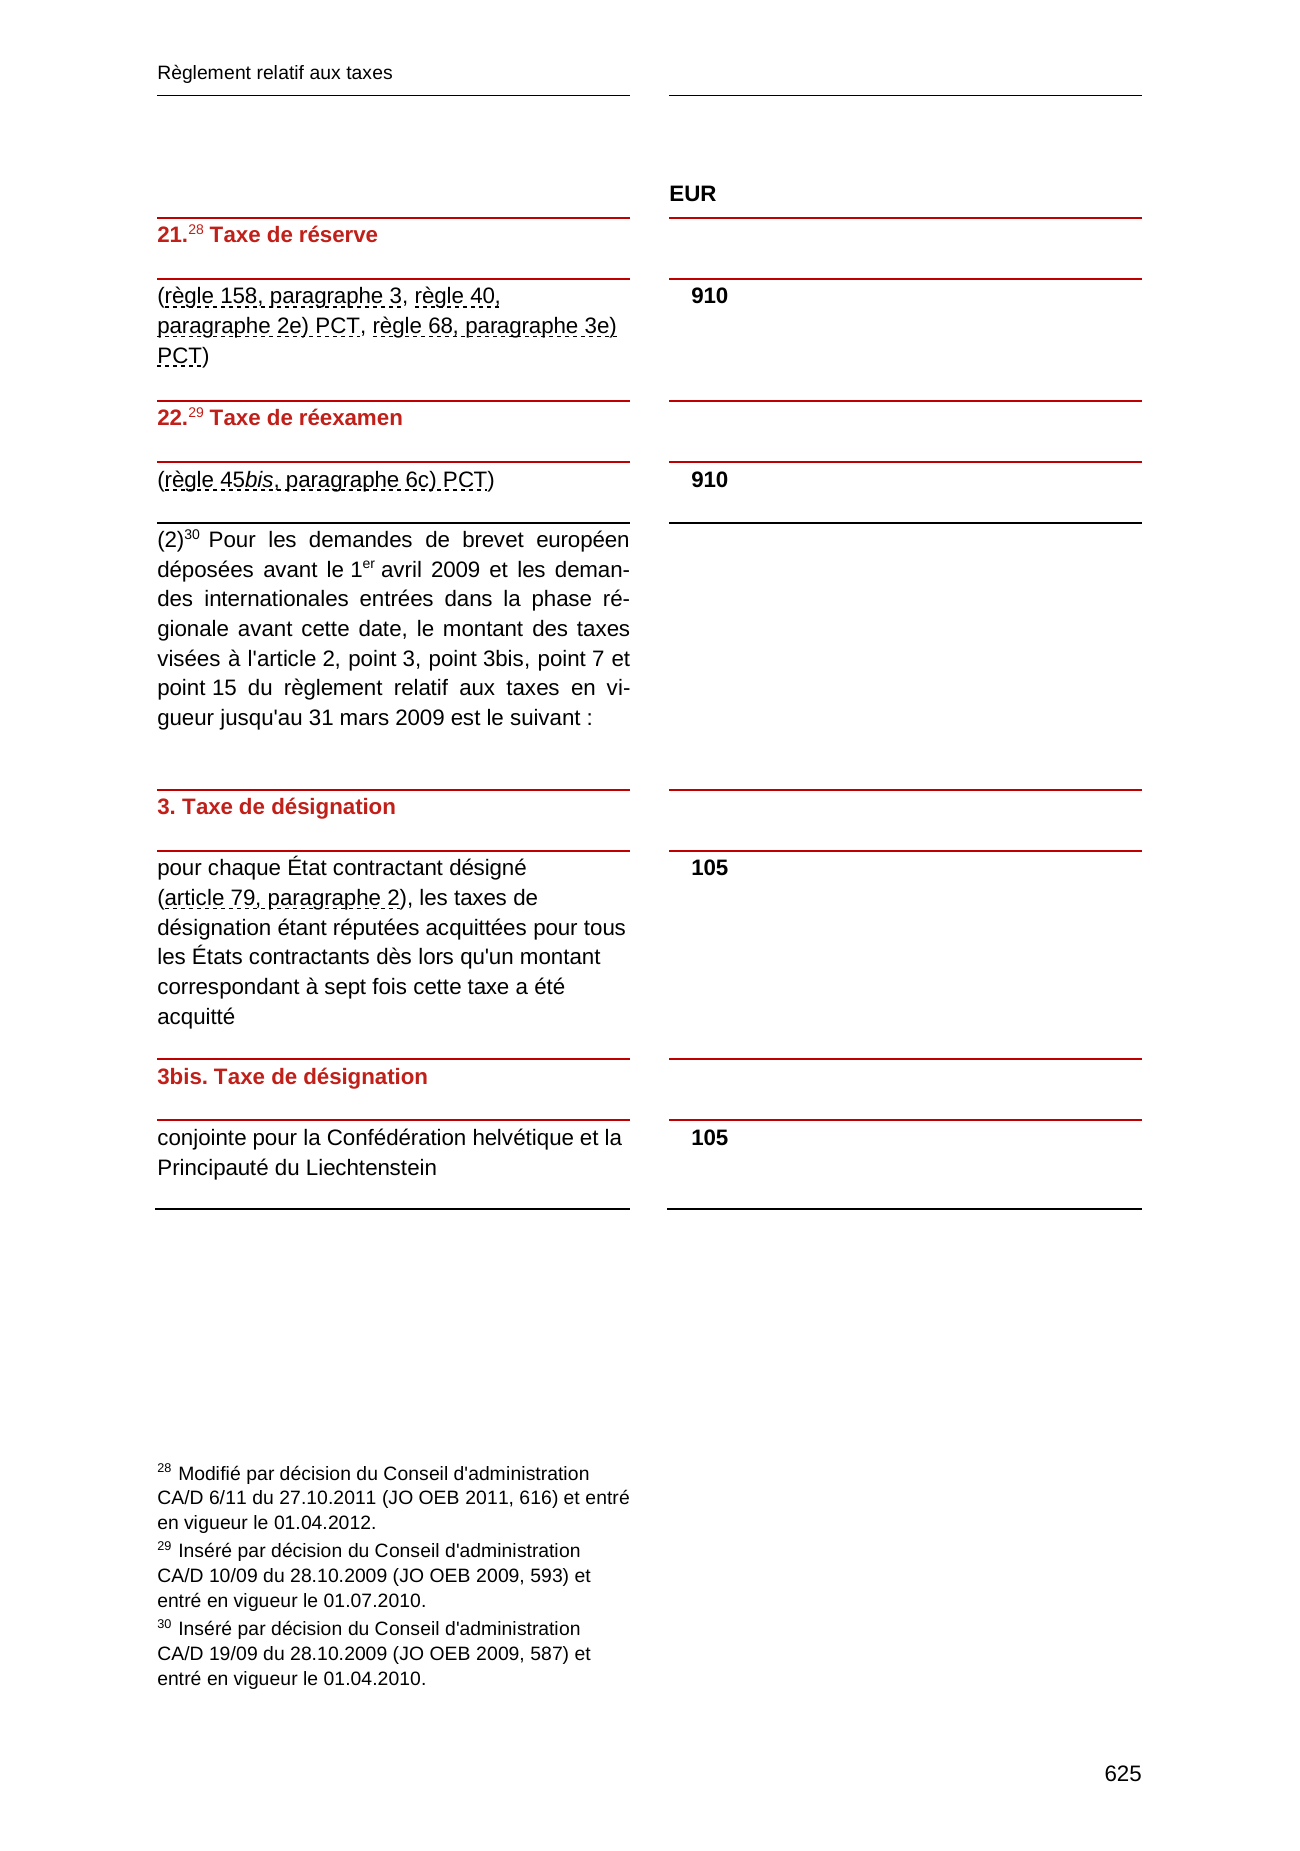 Règlement relatif aux taxes
EUR
21.28 Taxe de réserve
(règle 158, paragraphe 3, règle 40, 910
paragraphe 2e) PCT, règle 68, paragraphe 3e)
PCT)
22.29 Taxe de réexamen
(règle 45bis, paragraphe 6c) PCT) 910
(2)30 Pour les demandes de brevet européen
déposées avant le 1er avril 2009 et les deman-
des internationales entrées dans la phase ré-
gionale avant cette date, le montant des taxes
visées à l'article 2, point 3, point 3bis, point 7 et
point 15 du règlement relatif aux taxes en vi-
gueur jusqu'au 31 mars 2009 est le suivant :
3. Taxe de désignation
pour chaque État contractant désigné 105
(article 79, paragraphe 2), les taxes de
désignation étant réputées acquittées pour tous
les États contractants dès lors qu'un montant
correspondant à sept fois cette taxe a été
acquitté
3bis. Taxe de désignation
conjointe pour la Confédération helvétique et la 105
Principauté du Liechtenstein
28 Modifié par décision du Conseil d'administration
CA/D 6/11 du 27.10.2011 (JO OEB 2011, 616) et entré
en vigueur le 01.04.2012.
29 Inséré par décision du Conseil d'administration
CA/D 10/09 du 28.10.2009 (JO OEB 2009, 593) et
entré en vigueur le 01.07.2010.
30 Inséré par décision du Conseil d'administration
CA/D 19/09 du 28.10.2009 (JO OEB 2009, 587) et
entré en vigueur le 01.04.2010.
625